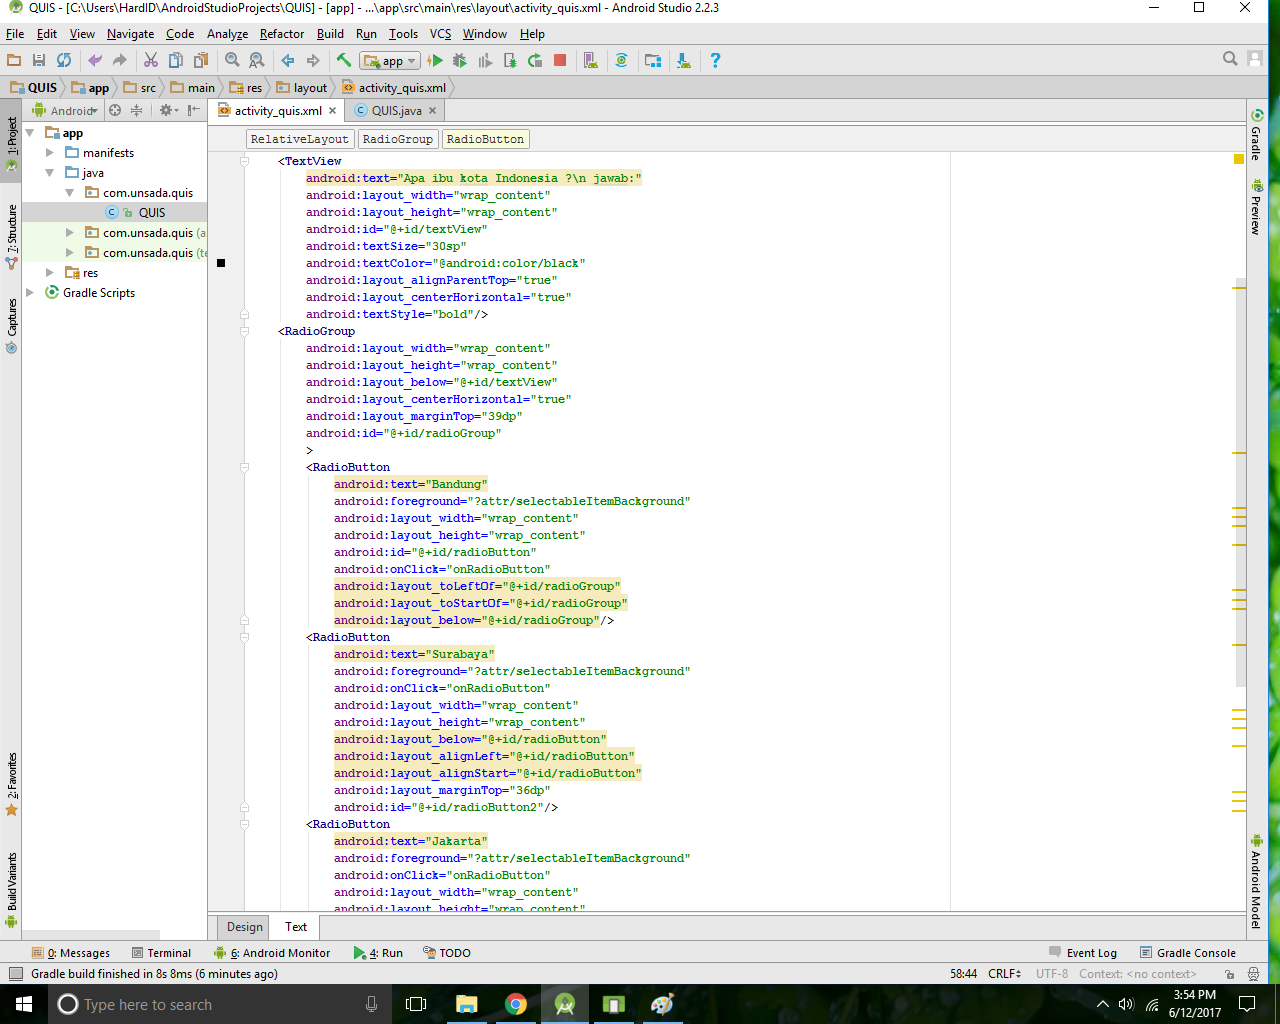 QUIS - [C:\Users\HardID\AndroidStudioProjects\QUIS] - [app] - ...\app\src\main\res\layout\activity_quis.xml - Android Studio 2.2.3
File Edit View Navigate Code Analyze Refactor Build Run Tools VCS Window Help
app
QUIS app src main res layout activity_quis.xml
Android activity_quis.xml QUIS.java
RelativeLayout RadioGroup RadioButton
1: Project
7: Structure
Captures
2: Favorites
Build Variants
app
manifests
java
com.unsada.quis
QUIS
com.unsada.quis (a
com.unsada.quis (te
res
Gradle Scripts
<TextView
android:text="Apa ibu kota Indonesia ?\n jawab:"
android:layout_width="wrap_content"
android:layout_height="wrap_content"
android:id="@+id/textView"
android:textSize="30sp"
android:textColor="@android:color/black"
android:layout_alignParentTop="true"
android:layout_centerHorizontal="true"
android:textStyle="bold"/>
<RadioGroup
android:layout_width="wrap_content"
android:layout_height="wrap_content"
android:layout_below="@+id/textView"
android:layout_centerHorizontal="true"
android:layout_marginTop="39dp"
android:id="@+id/radioGroup"
>
<RadioButton
android:text="Bandung"
android:foreground="?attr/selectableItemBackground"
android:layout_width="wrap_content"
android:layout_height="wrap_content"
android:id="@+id/radioButton"
android:onClick="onRadioButton"
android:layout_toLeftOf="@+id/radioGroup"
android:layout_toStartOf="@+id/radioGroup"
android:layout_below="@+id/radioGroup"/>
<RadioButton
android:text="Surabaya"
android:foreground="?attr/selectableItemBackground"
android:onClick="onRadioButton"
android:layout_width="wrap_content"
android:layout_height="wrap_content"
android:layout_below="@+id/radioButton"
android:layout_alignLeft="@+id/radioButton"
android:layout_alignStart="@+id/radioButton"
android:layout_marginTop="36dp"
android:id="@+id/radioButton2"/>
<RadioButton
android:text="Jakarta"
android:foreground="?attr/selectableItemBackground"
android:onClick="onRadioButton"
android:layout_width="wrap_content"
android:layout_height="wrap_content"
Gradle
Preview
Android Model
Design Text
0: Messages Terminal 6: Android Monitor 4: Run TODO Event Log Gradle Console
Gradle build finished in 8s 8ms (6 minutes ago) 58:44 CRLF UTF-8 Context: <no context>
Type here to search
3:54 PM
6/12/2017